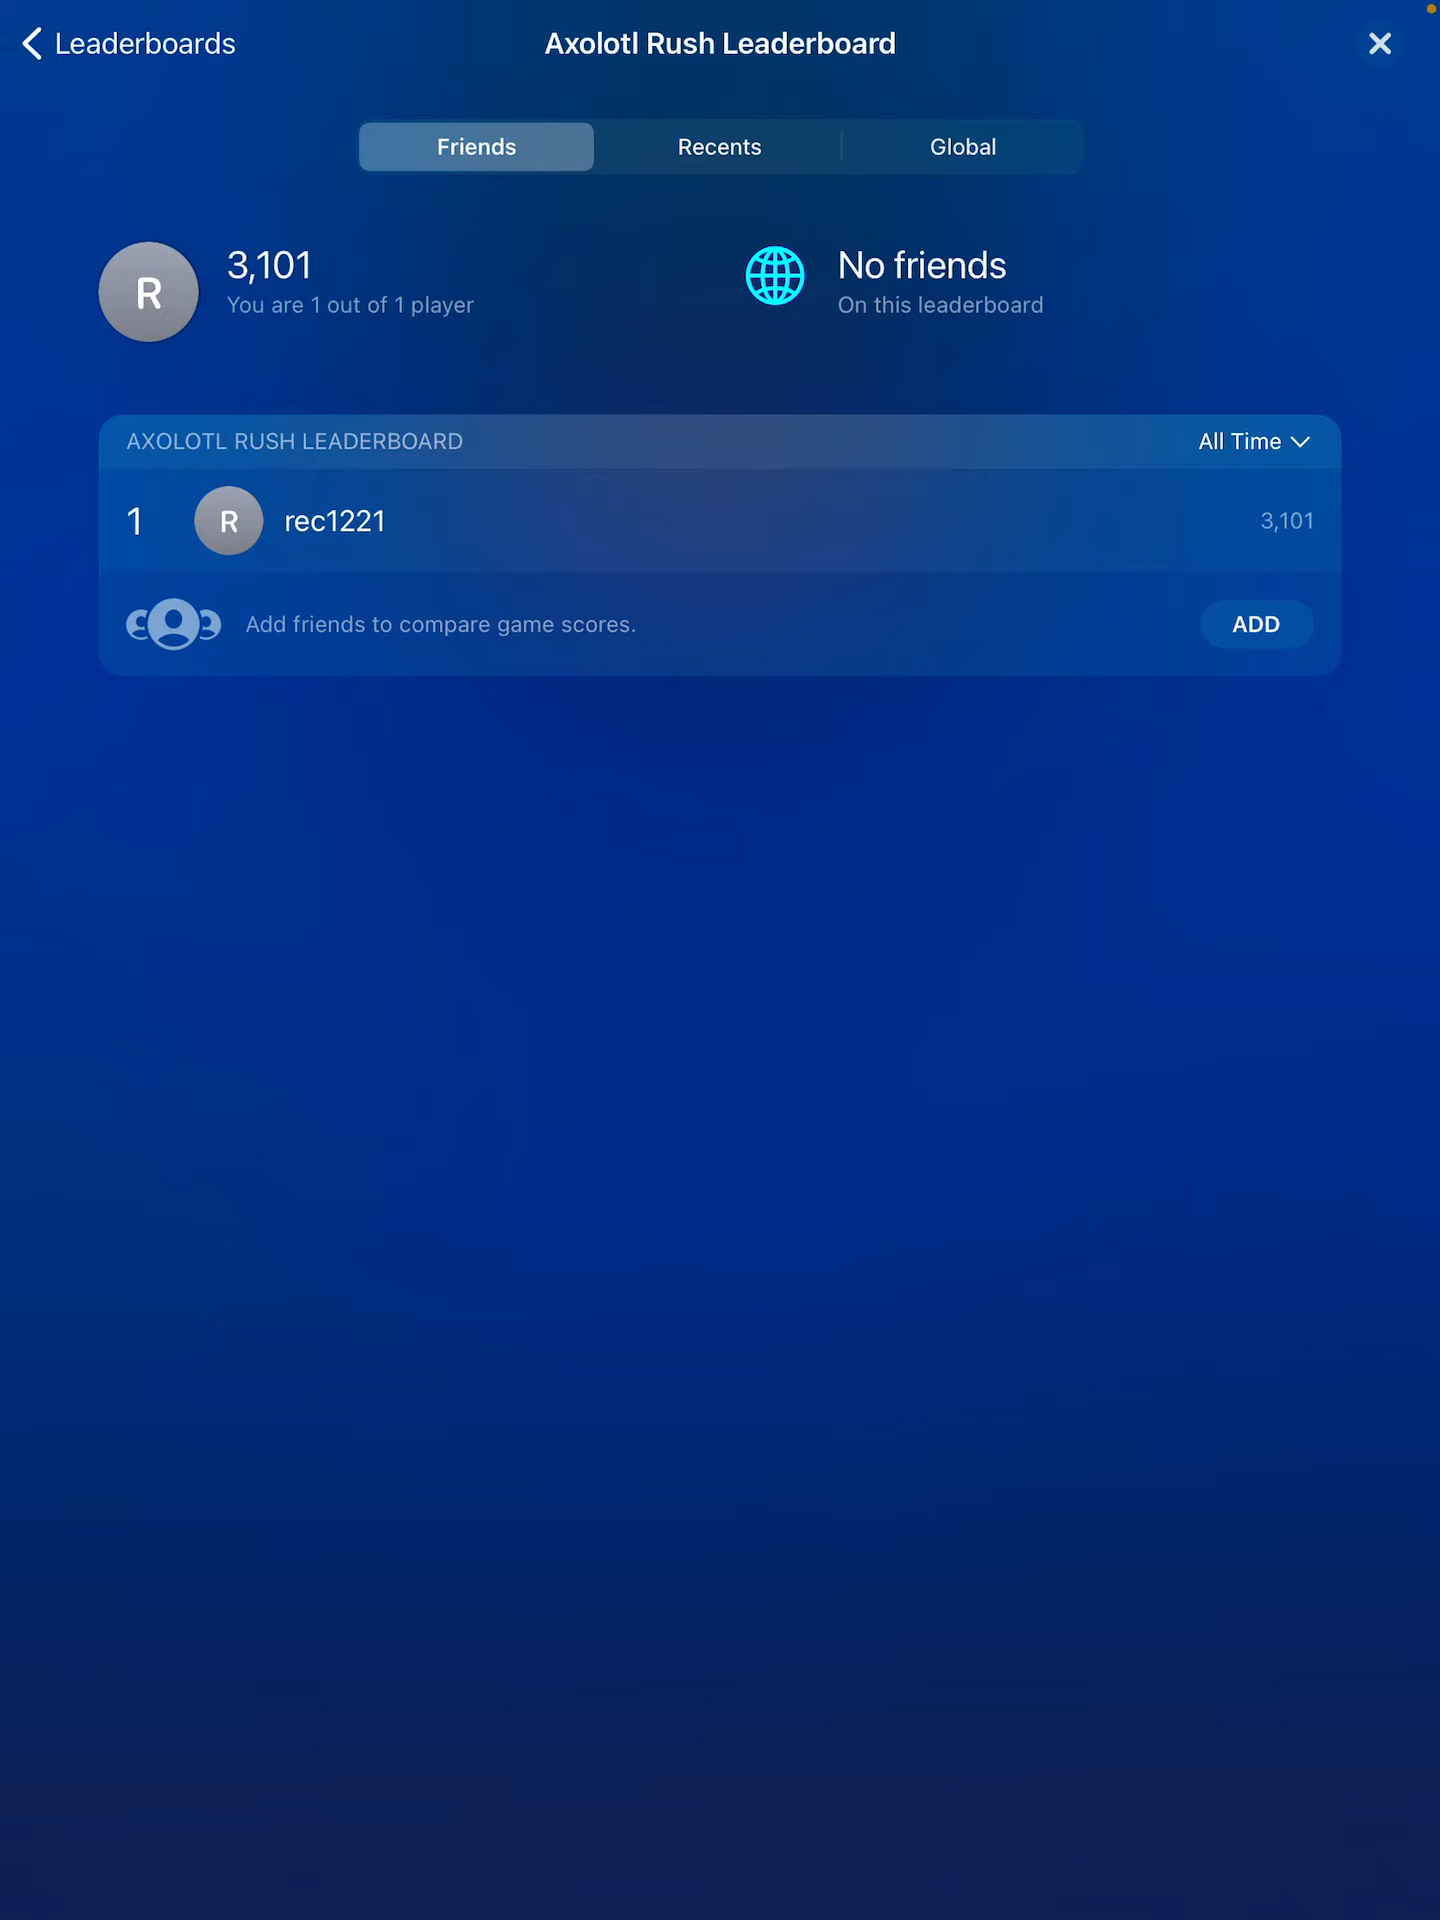 Leaderboards
Axolotl Rush Leaderboard
Friends
Recents
Global
R
3,101
You are 1 out of 1 player
No friends
On this leaderboard
AXOLOTL RUSH LEADERBOARD
All Time
1
R
rec1221
3,101
Add friends to compare game scores.
ADD